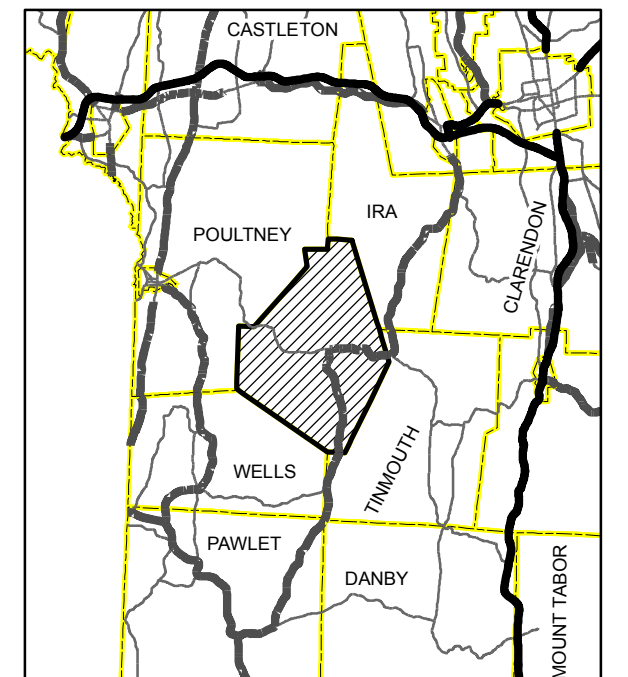 CASTLETON
IRA
POULTNEY
CLARENDON
TINMOUTH
WELLS
PAWLET
DANBY
MOUNT TABOR